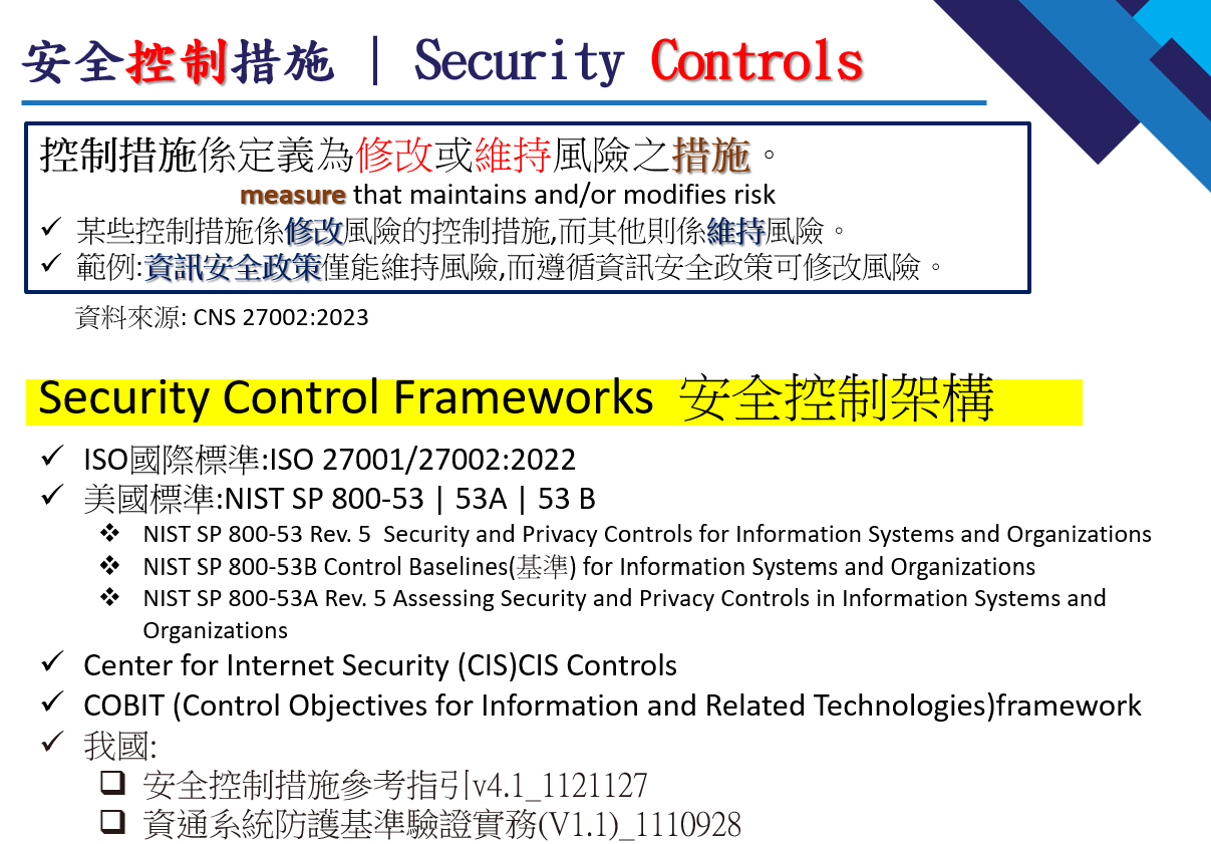 安全控制措施 | Security Controls
控制措施係定義為修改或維持風險之措施。
measure that maintains and/or modifies risk
✓ 某些控制措施係修改風險的控制措施,而其他則係維持風險。
✓ 範例:資訊安全政策僅能維持風險,而遵循資訊安全政策可修改風險。
資料來源: CNS 27002:2023
Security Control Frameworks 安全控制架構
✓ ISO國際標準:ISO 27001/27002:2022
✓ 美國標準:NIST SP 800-53 | 53A | 53 B
❖ NIST SP 800-53 Rev. 5 Security and Privacy Controls for Information Systems and Organizations
❖ NIST SP 800-53B Control Baselines(基準) for Information Systems and Organizations
❖ NIST SP 800-53A Rev. 5 Assessing Security and Privacy Controls in Information Systems and
Organizations
✓ Center for Internet Security (CIS)CIS Controls
✓ COBIT (Control Objectives for Information and Related Technologies)framework
✓ 我國:
❑ 安全控制措施參考指引v4.1_1121127
❑ 資通系統防護基準驗證實務(V1.1)_1110928